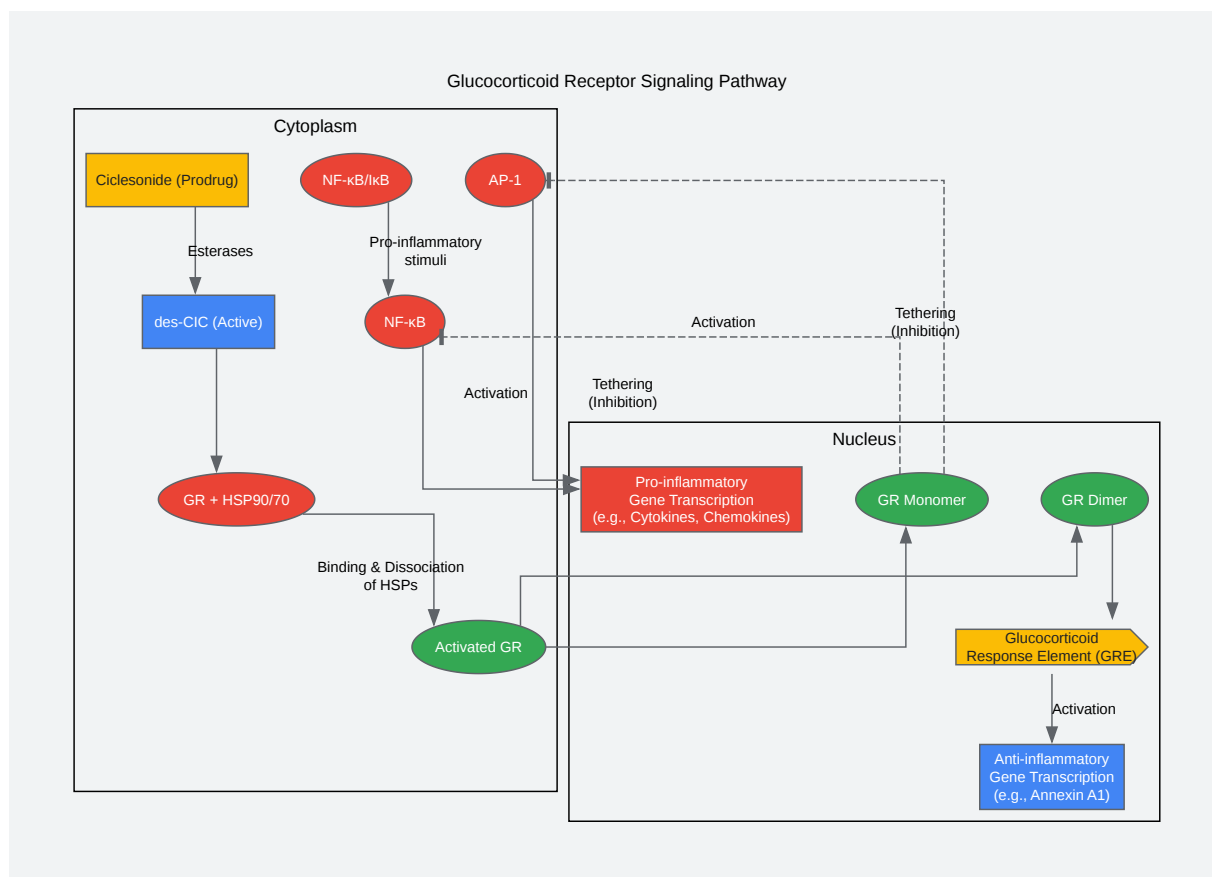 Glucocorticoid Receptor Signaling Pathway
Cytoplasm
Ciclesonide (Prodrug)
NF-κB/IκB
AP-1
Esterases
Pro-inflammatory
stimuli
des-CIC (Active)
NF-κB
Activation
Tethering
(Inhibition)
Activation
Tethering
(Inhibition)
Nucleus
GR + HSP90/70
Pro-inflammatory
Gene Transcription
(e.g., Cytokines, Chemokines)
GR Monomer
GR Dimer
Binding & Dissociation
of HSPs
Activated GR
Glucocorticoid
Response Element (GRE)
Activation
Anti-inflammatory
Gene Transcription
(e.g., Annexin A1)